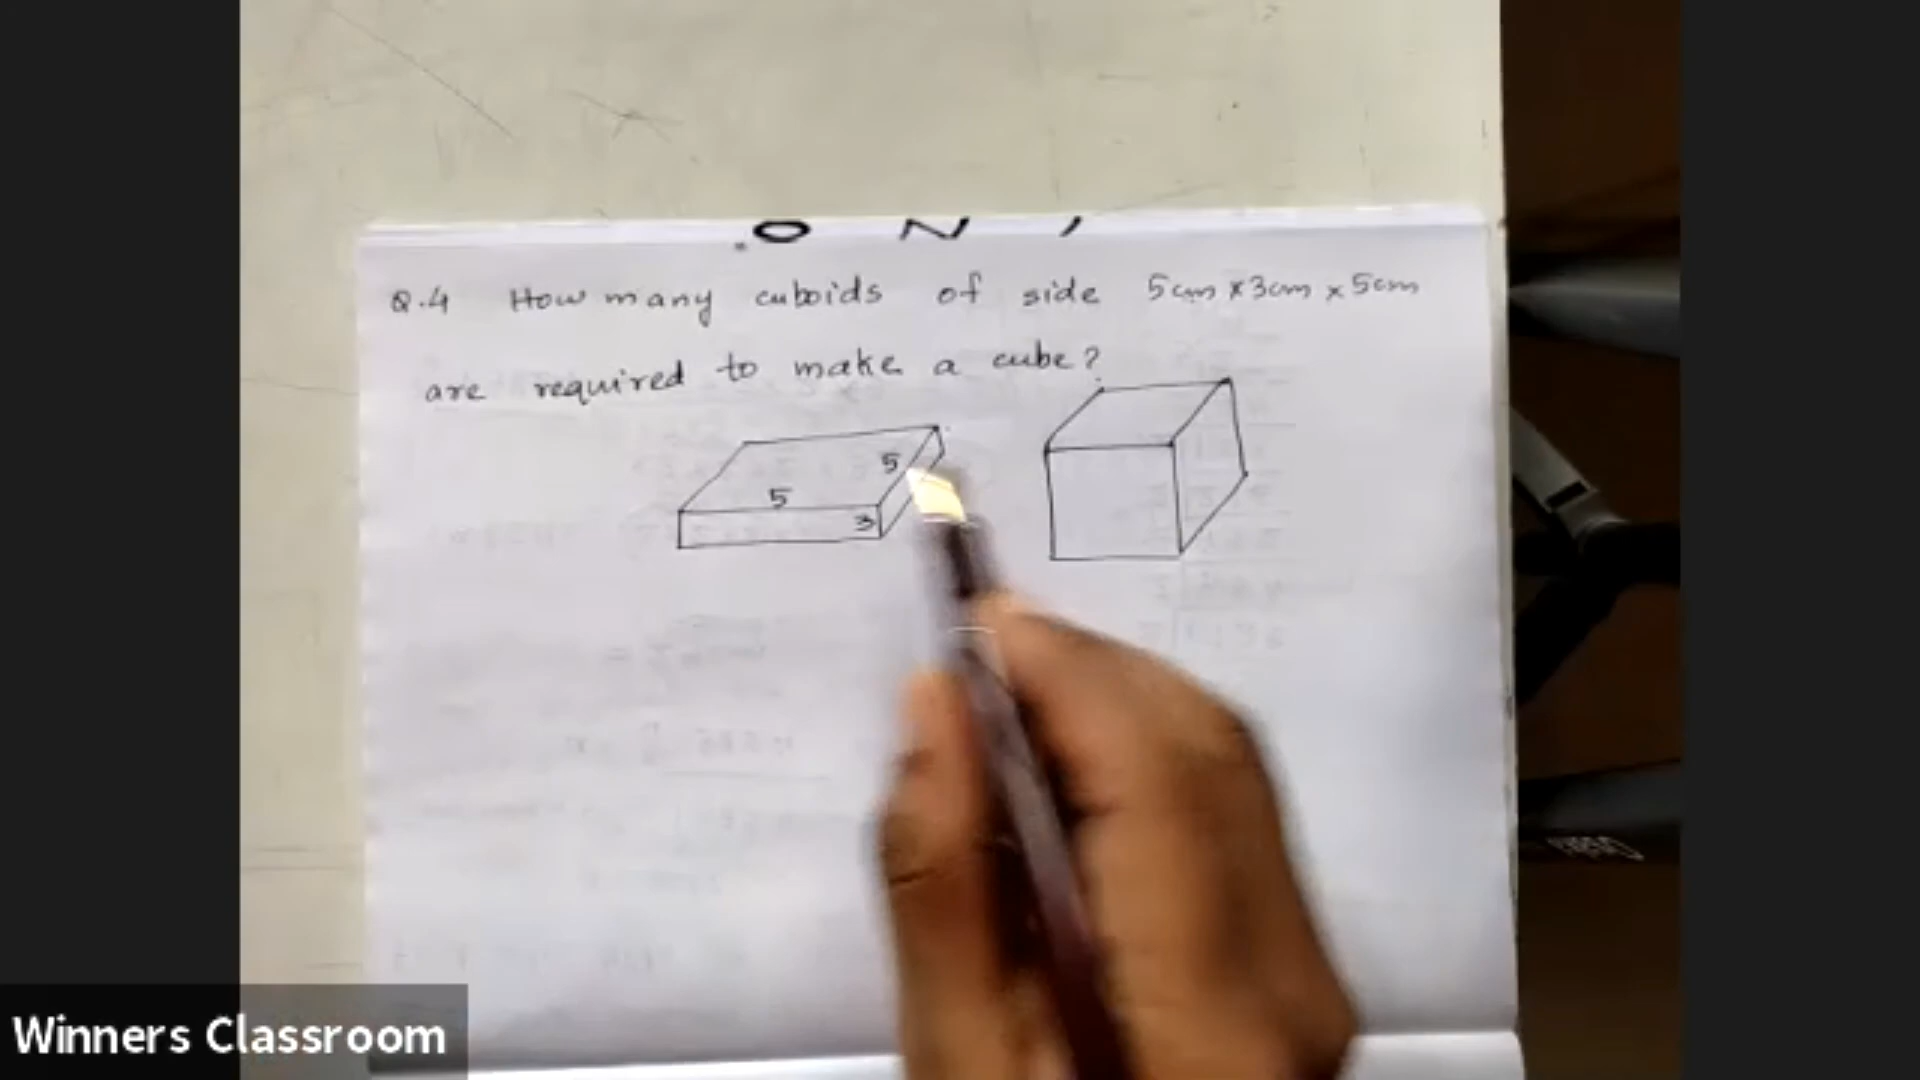 Q.4 How many cuboids of side 5cm x 3cm x 5cm
are required to make a cube?
5
5
3
Winners Classroom